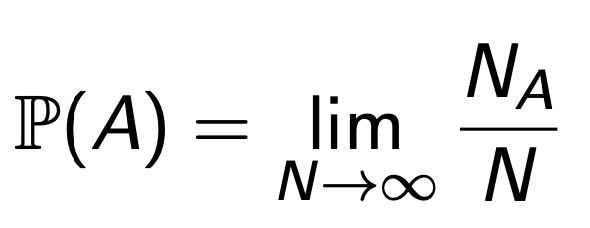 ℙ(A) = lim_{N→∞} N_A / N